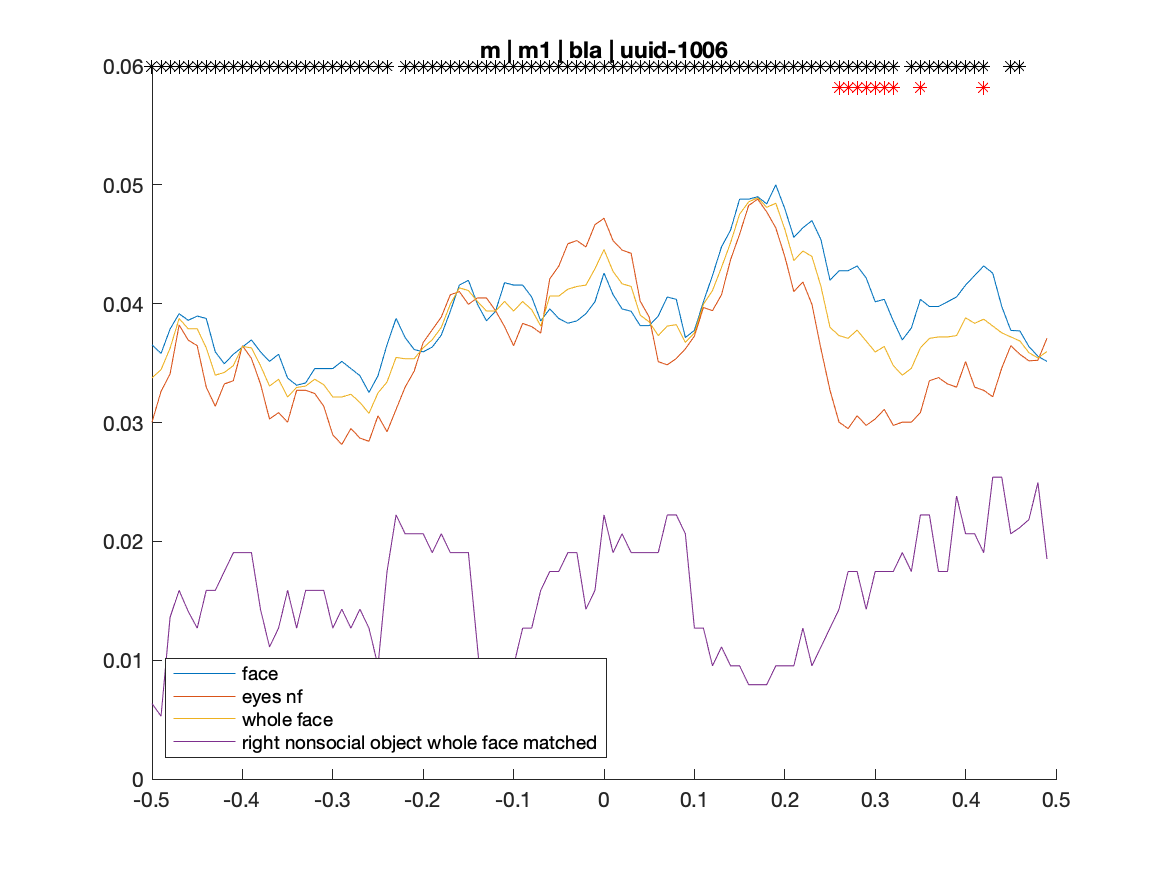 m | m1 | bla | uuid-1006
0.06
0.05
0.04
0.03
0.02
0.01
0
face
eyes nf
whole face
right nonsocial object whole face matched
-0.5 -0.4 -0.3 -0.2 -0.1 0 0.1 0.2 0.3 0.4 0.5